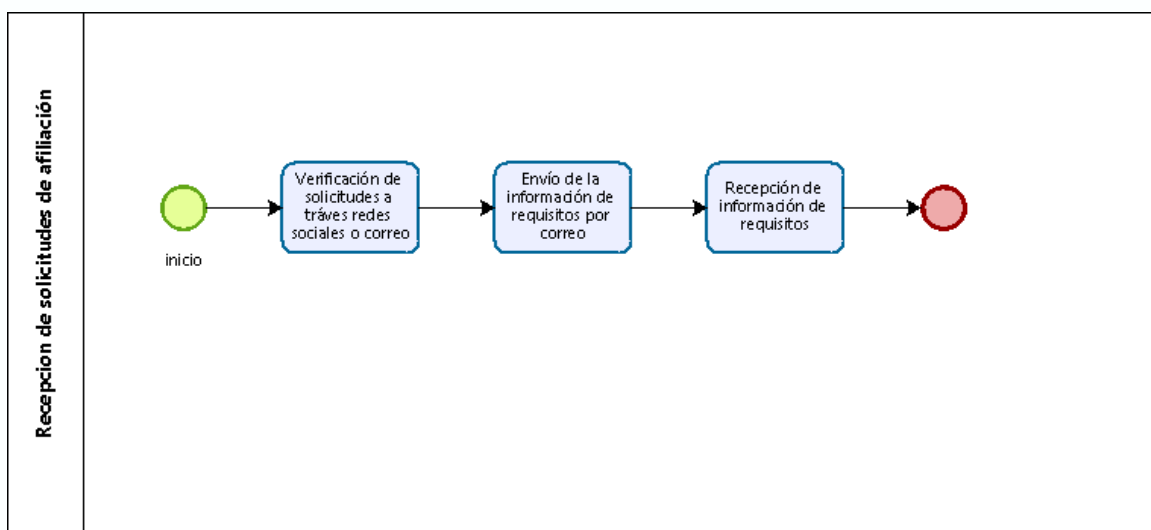 Recepcion de solicitudes de afiliación
inicio
Verificación de
solicitudes a
tráves redes
sociales o correo
Envío de la
información de
requisitos por
correo
Recepción de
información de
requisitos